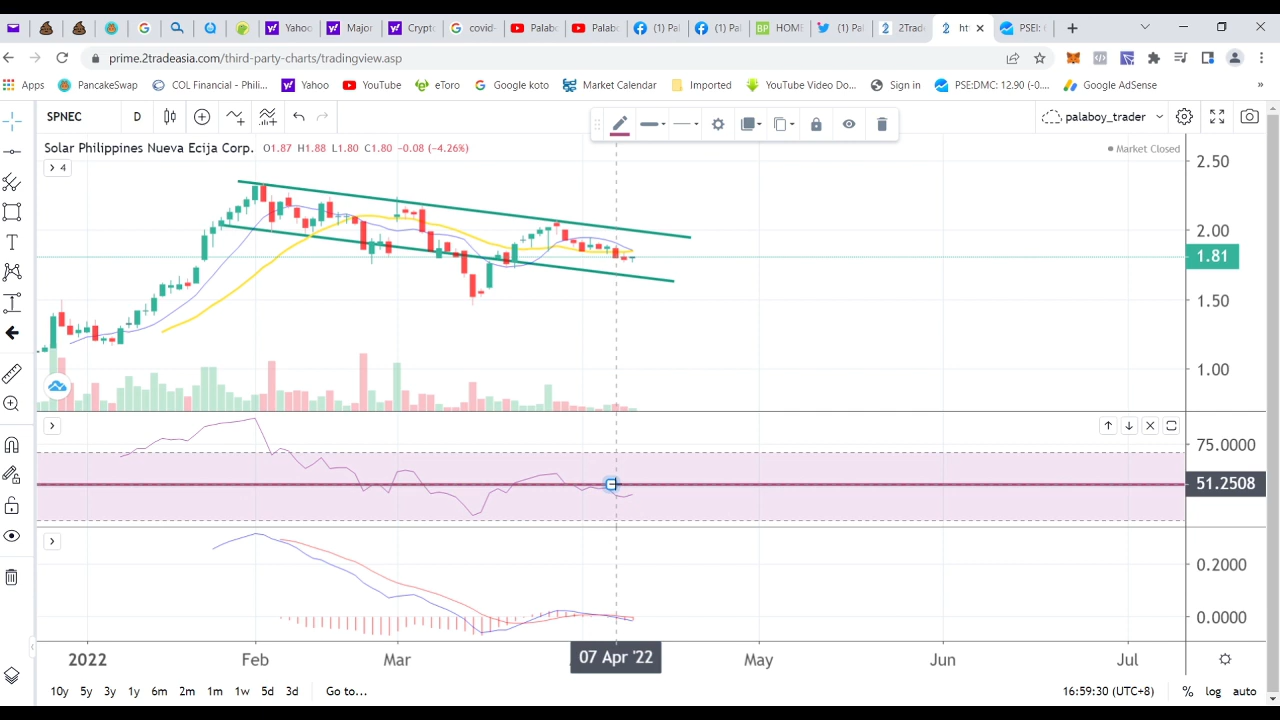 Yahoo
Major
Crypto
covid-
Palabo
Palabo
(1) Pal
(1) Pal
HOME
(Pal
2Trade
ht
PSEi:
prime.2tradeasia.com/third-party-charts/tradingview.asp
Apps
PancakeSwap
COL Financial - Phili...
Yahoo
YouTube
eToro
Google koto
Market Calendar
Imported
YouTube Video Do...
Sign in
PSE:DMC: 12.90 (-0....
Google AdSense
SPNEC D
palaboy_trader
Solar Philippines Nueva Ecija Corp. O1.87 H1.88 L1.80 C1.80 -0.08 (-4.26%)
Market Closed
4
2.50
2.00
1.81
1.50
1.00
75.0000
51.2508
0.2000
0.0000
2022 Feb Mar 07 Apr '22 May Jun Jul
10y 5y 3y 1y 6m 2m 1m 1w 5d 3d Go to... 16:59:30 (UTC+8) % log auto